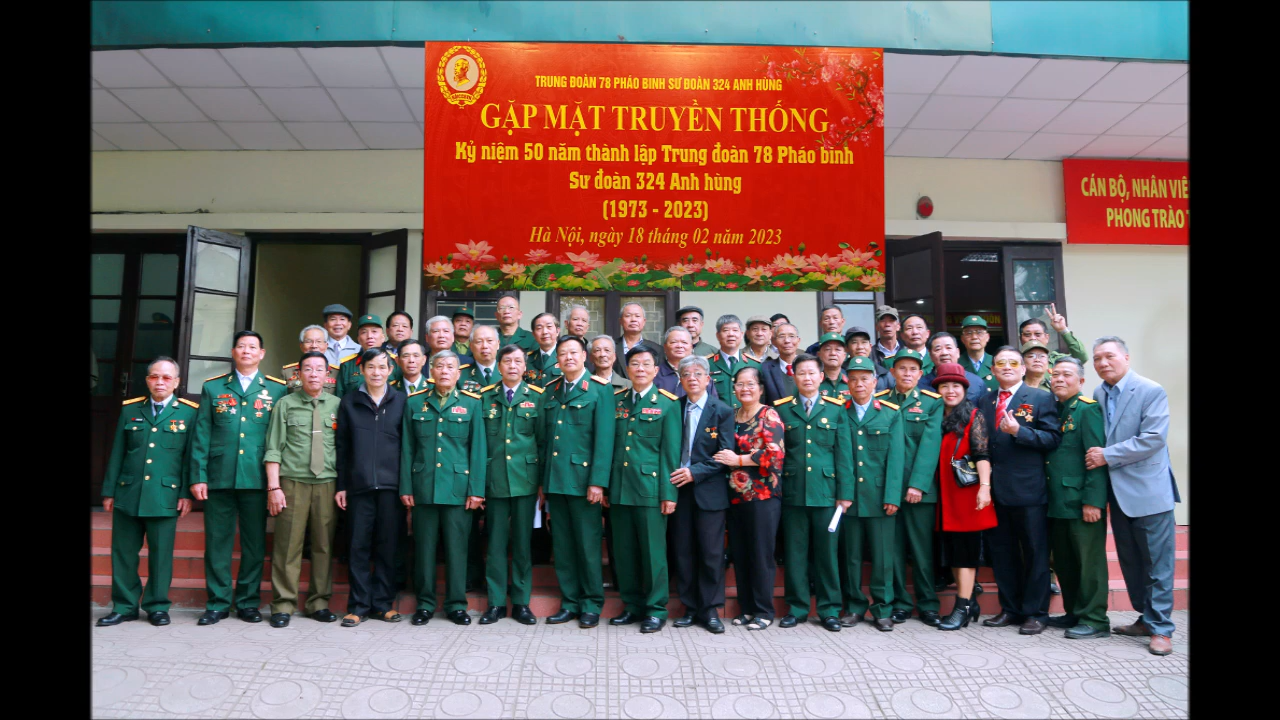 TRUNG ĐOÀN 78 PHÁO BINH SƯ ĐOÀN 324 ANH HÙNG
GẶP MẶT TRUYỀN THỐNG
Kỷ niệm 50 năm thành lập Trung đoàn 78 Pháo binh
Sư đoàn 324 Anh hùng
(1973 - 2023)
Hà Nội, ngày 18 tháng 02 năm 2023
CÁN BỘ, NHÂN VIÊ
PHONG TRÀO T